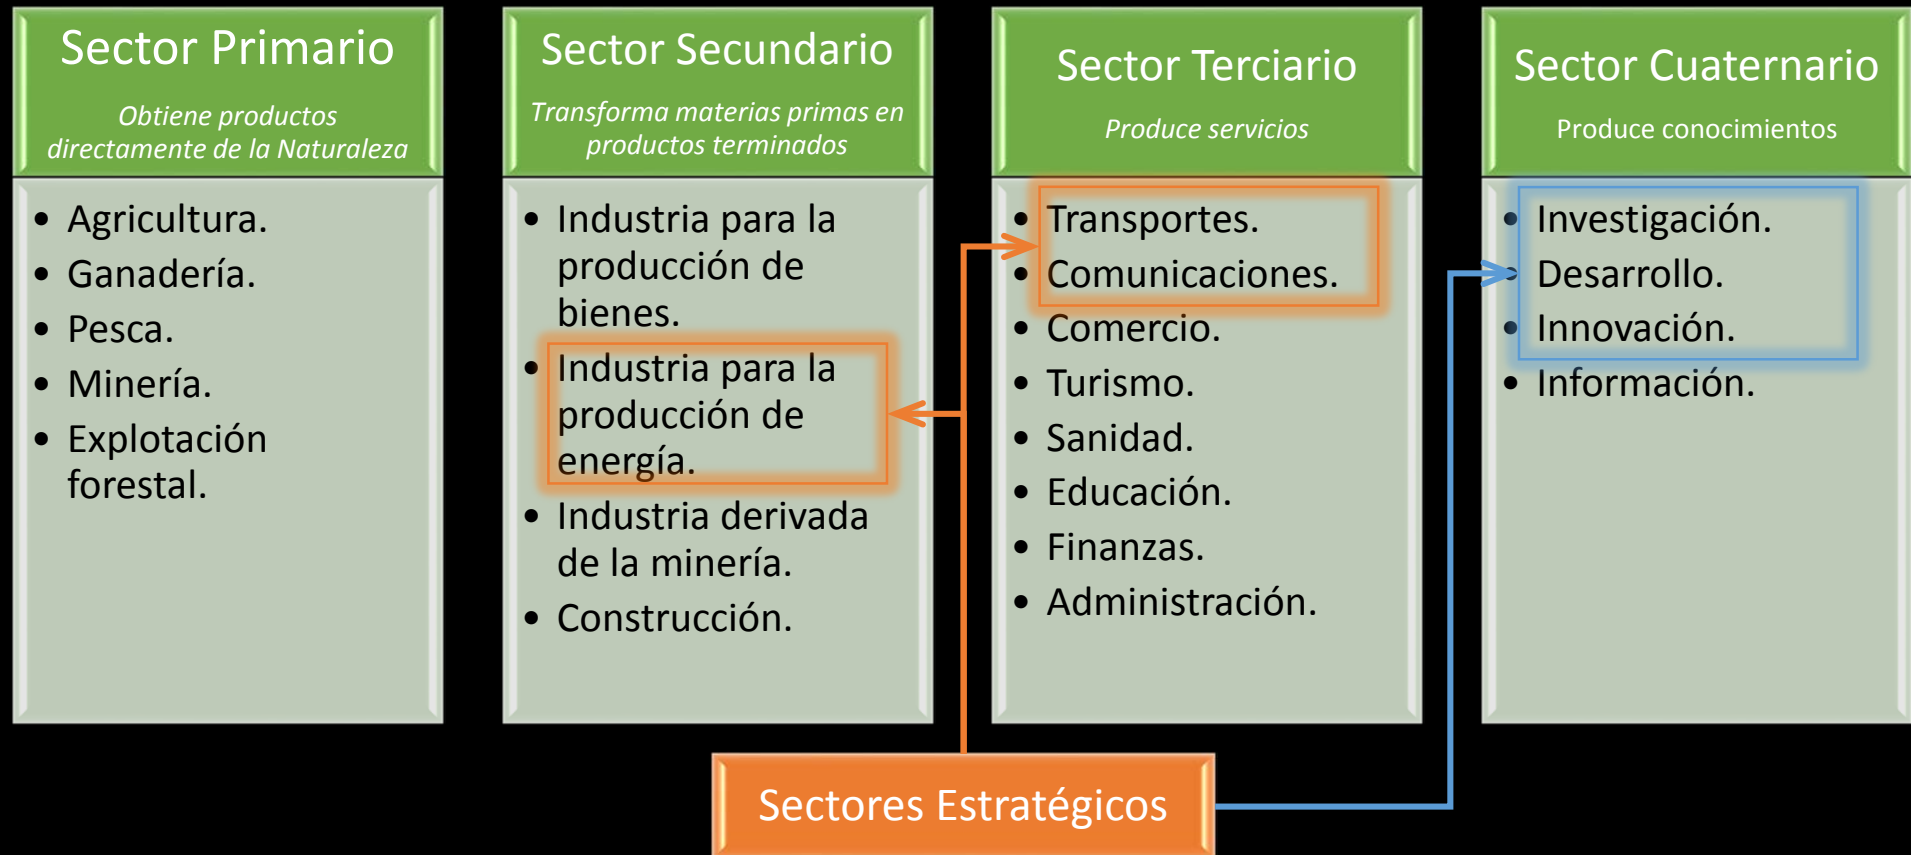 Sector Primario
Obtiene productos
directamente de la Naturaleza
• Agricultura.
• Ganadería.
• Pesca.
• Minería.
• Explotación
forestal.
Sector Secundario
Transforma materias primas en
productos terminados
• Industria para la
producción de
bienes.
• Industria para la
producción de
energía.
• Industria derivada
de la minería.
• Construcción.
Sector Terciario
Produce servicios
• Transportes.
• Comunicaciones.
• Comercio.
• Turismo.
• Sanidad.
• Educación.
• Finanzas.
• Administración.
Sector Cuaternario
Produce conocimientos
• Investigación.
• Desarrollo.
• Innovación.
• Información.
Sectores Estratégicos